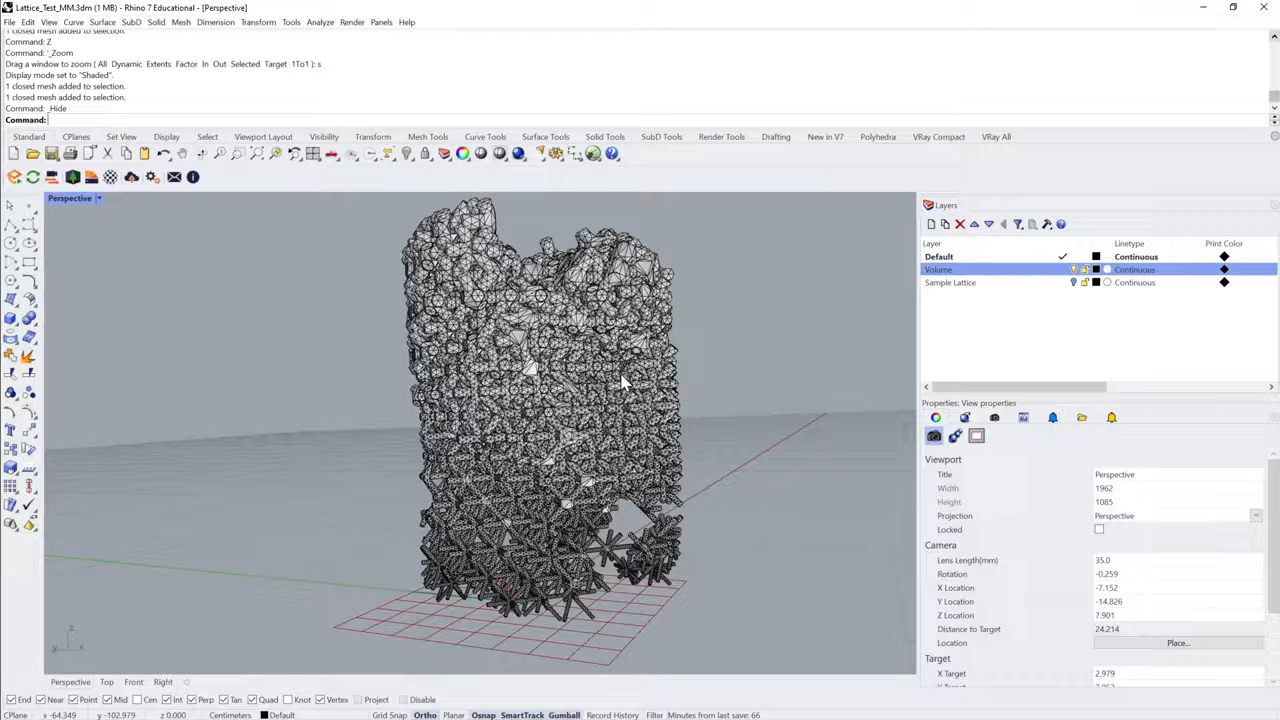 Lattice_Test_MM.3dm (1 MB) - Rhino 7 Educational - [Perspective]
File Edit View Curve Surface SubD Solid Mesh Dimension Transform Tools Analyze Render Panels Help
1 closed mesh added to selection.
Command: Z
Command: '_Zoom
Drag a window to zoom ( All Dynamic Extents Factor In Out Selected Target 1To1 ): s
Display mode set to "Shaded".
1 closed mesh added to selection.
1 closed mesh added to selection.
Command: _Hide
Command:
Standard CPlanes Set View Display Select Viewport Layout Visibility Transform Mesh Tools Curve Tools Surface Tools Solid Tools SubD Tools Render Tools Drafting New in V7 Polyhedra VRay Compact VRay All
Perspective
Layers
Layer Linetype Print Color
Default Continuous
Volume Continuous
Sample Lattice Continuous
Properties: View properties
Viewport
Title Perspective
Width 1962
Height 1085
Projection Perspective
Locked
Camera
Lens Length(mm) 35.0
Rotation -0.259
X Location -7.152
Y Location -14.826
Z Location 7.901
Distance to Target 24.214
Location Place...
Target
X Target 2.979
z
y x
Perspective Top Front Right
End Near Point Mid Cen Int Perp Tan Quad Knot Vertex Project Disable
CPlane x -64.349 y -102.979 z 0.000 Centimeters Default Grid Snap Ortho Planar Osnap SmartTrack Gumball Record History Filter Minutes from last save: 66